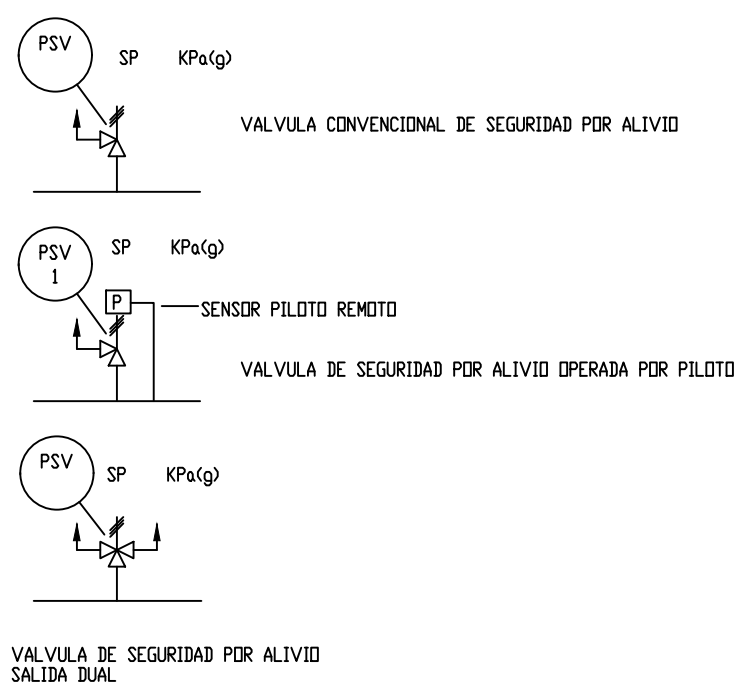 PSV
SP KPa(g)
VALVULA CONVENCIONAL DE SEGURIDAD POR ALIVIO
PSV
1
SP KPa(g)
P
SENSOR PILOTO REMOTO
VALVULA DE SEGURIDAD POR ALIVIO OPERADA POR PILOTO
PSV
SP KPa(g)
VALVULA DE SEGURIDAD POR ALIVIO
SALIDA DUAL